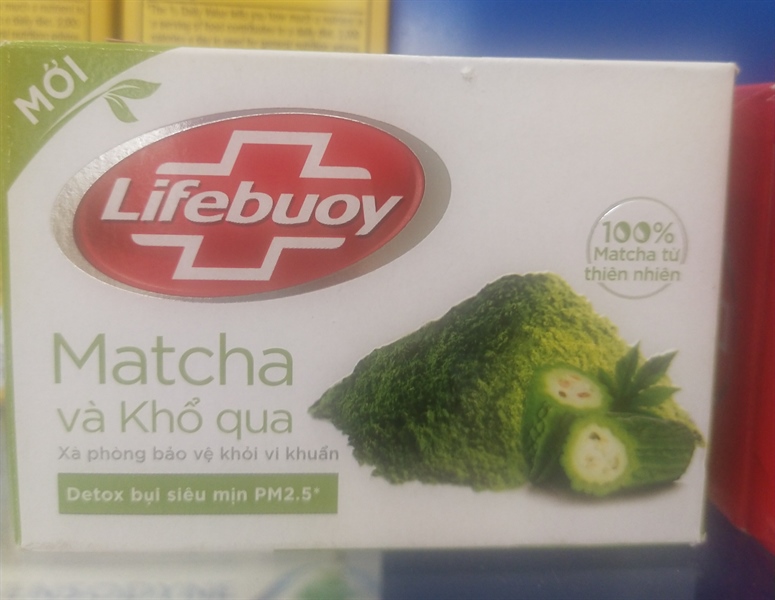 MỚI
Lifebuoy
100%
Matcha từ
thiên nhiên
Matcha
và Khổ qua
Xà phòng bảo vệ khỏi vi khuẩn
Detox bụi siêu mịn PM2.5*